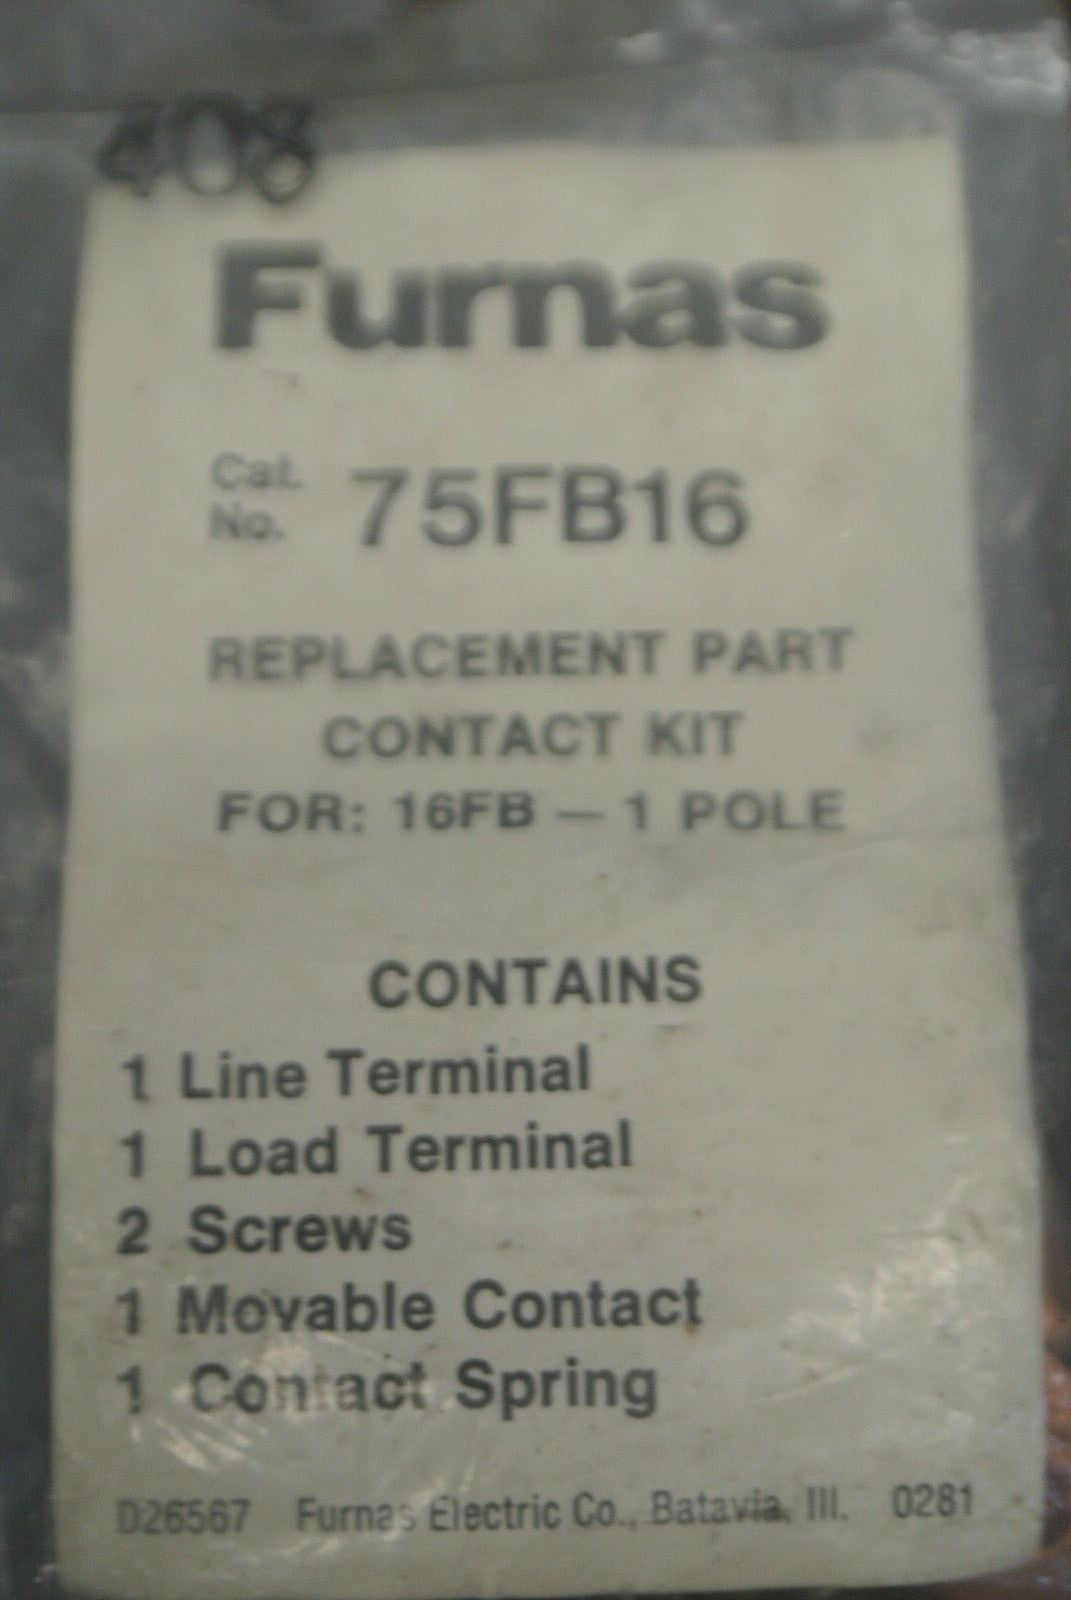 408
Furnas
Cat.
No. 75FB16
REPLACEMENT PART
CONTACT KIT
FOR: 16FB — 1 POLE
CONTAINS
1 Line Terminal
1 Load Terminal
2 Screws
1 Movable Contact
1 Contact Spring
D26567 Furnas Electric Co., Batavia, Ill. 0281